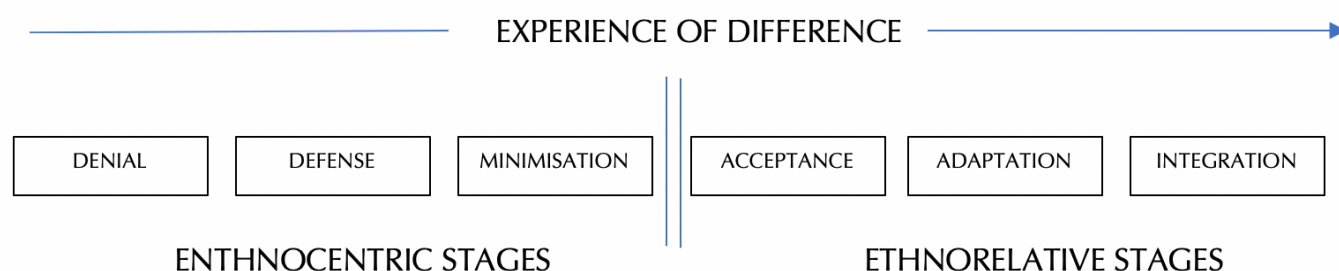 EXPERIENCE OF DIFFERENCE
DENIAL DEFENSE MINIMISATION ACCEPTANCE ADAPTATION INTEGRATION
ENTHNOCENTRIC STAGES ETHNORELATIVE STAGES